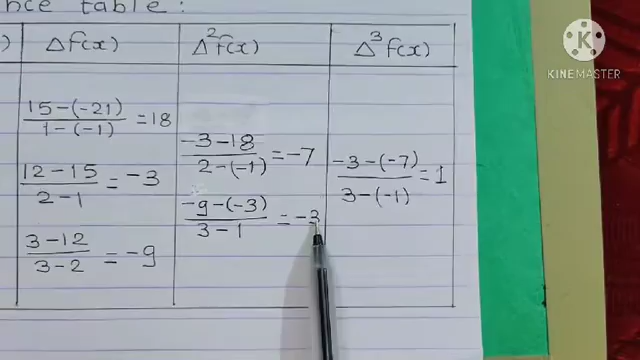 nce table:
) Δf(x) Δ²f(x) Δ³f(x)
15-(-21)/1-(-1) = 18
-3-18/2-(-1) = -7
12-15/2-1 = -3
-3-(-7)/3-(-1) = 1
-9-(-3)/3-1 = -3
3-12/3-2 = -9
KINEMASTER